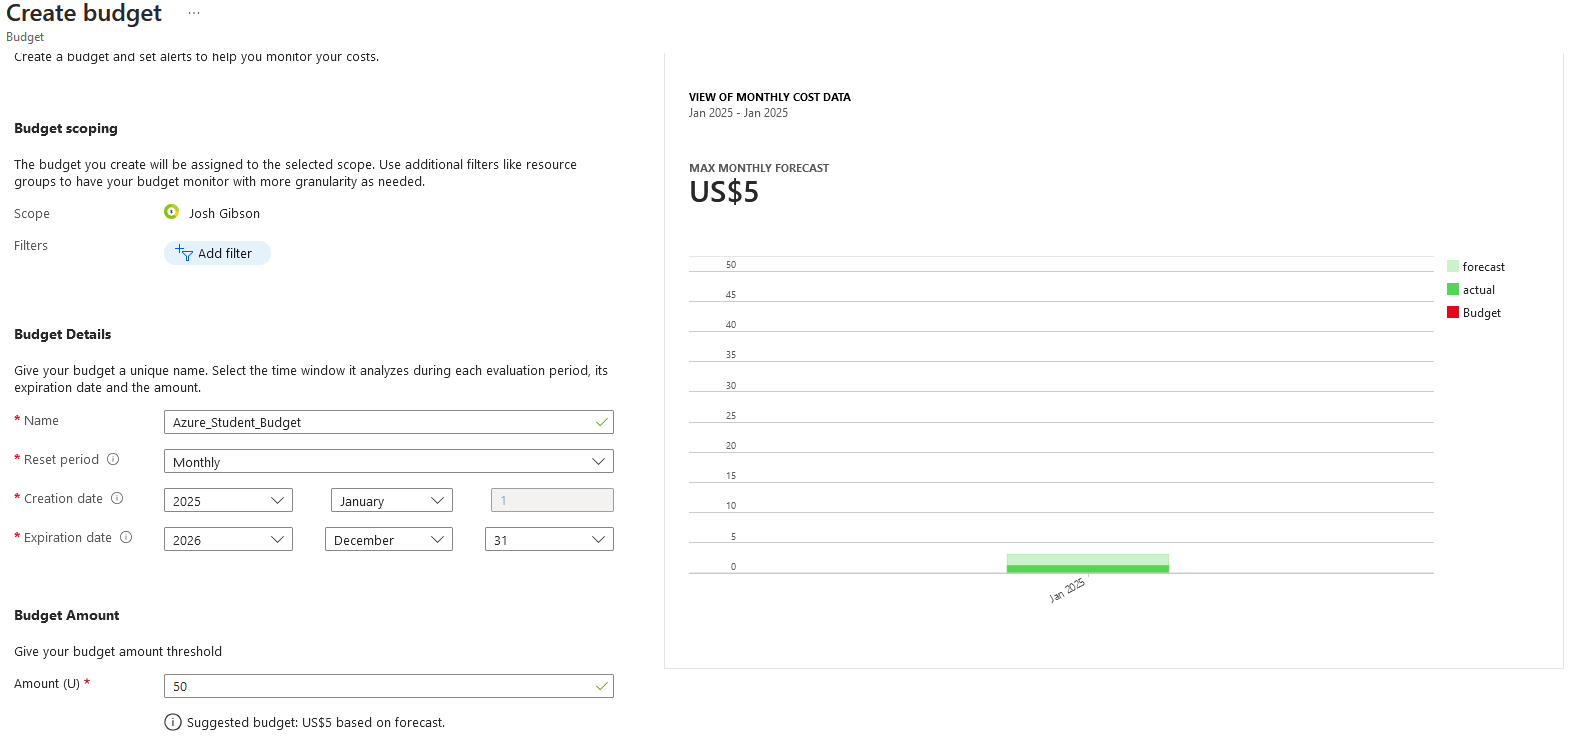 Create budget ...
Budget
Create a budget and set alerts to help you monitor your costs.
Budget scoping
The budget you create will be assigned to the selected scope. Use additional filters like resource
groups to have your budget monitor with more granularity as needed.
Scope
Josh Gibson
Filters
Add filter
Budget Details
Give your budget a unique name. Select the time window it analyzes during each evaluation period, its
expiration date and the amount.
* Name
Azure_Student_Budget
* Reset period
Monthly
* Creation date
2025
January
1
* Expiration date
2026
December
31
Budget Amount
Give your budget amount threshold
Amount (U) *
50
Suggested budget: US$5 based on forecast.
VIEW OF MONTHLY COST DATA
Jan 2025 - Jan 2025
MAX MONTHLY FORECAST
US$5
50
45
40
35
30
25
20
15
10
5
0
Jan 2025
forecast
actual
Budget